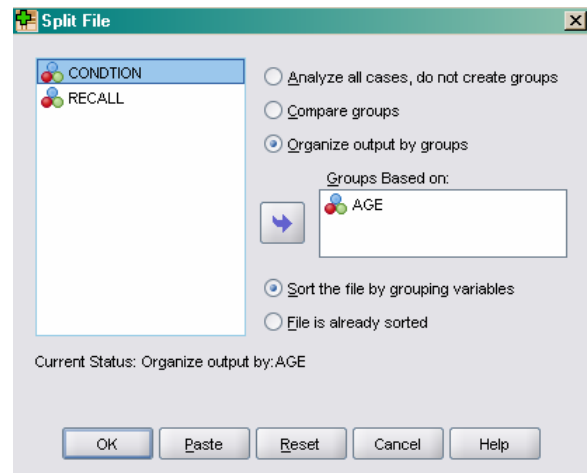 Split File
CONDTION
RECALL
Analyze all cases, do not create groups
Compare groups
Organize output by groups
Groups Based on:
AGE
Sort the file by grouping variables
File is already sorted
Current Status: Organize output by:AGE
OK
Paste
Reset
Cancel
Help